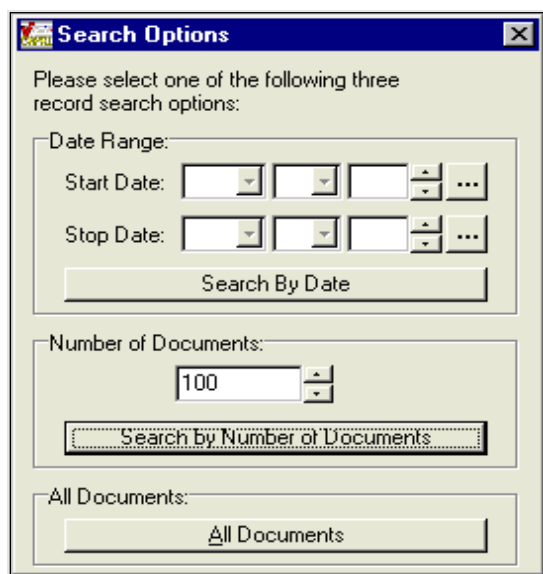 Search Options
Please select one of the following three
record search options:
Date Range:
Start Date: ...
Stop Date: ...
Search By Date
Number of Documents:
100
Search by Number of Documents
All Documents:
All Documents